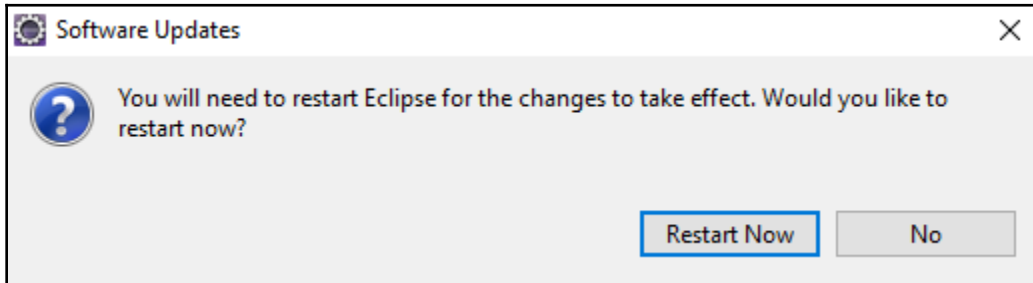 Software Updates
You will need to restart Eclipse for the changes to take effect. Would you like to
restart now?
Restart Now
No